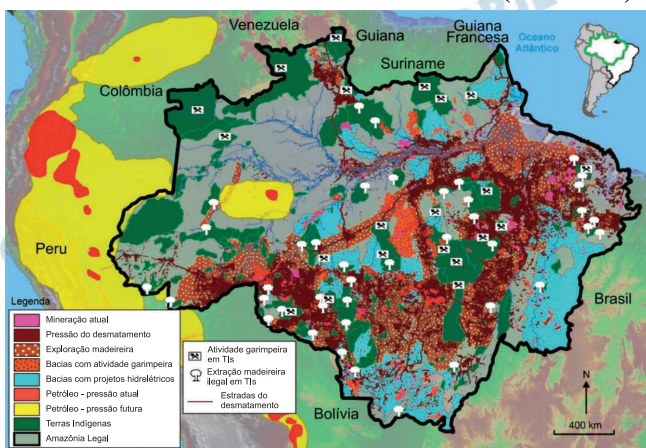 Venezuela
Guiana
Guiana
Francesa
Suriname
Oceano
Atlântico
Colômbia
Peru
Brasil
Bolívia
N
400 km
Legenda
Mineração atual
Pressão do desmatamento
Exploração madeireira
Bacias com atividade garimpeira
Bacias com projetos hidrelétricos
Petróleo - pressão atual
Petróleo - pressão futura
Terras Indígenas
Amazônia Legal
Atividade garimpeira
em TIs
Extração madeireira
ilegal em TIs
Estradas do
desmatamento